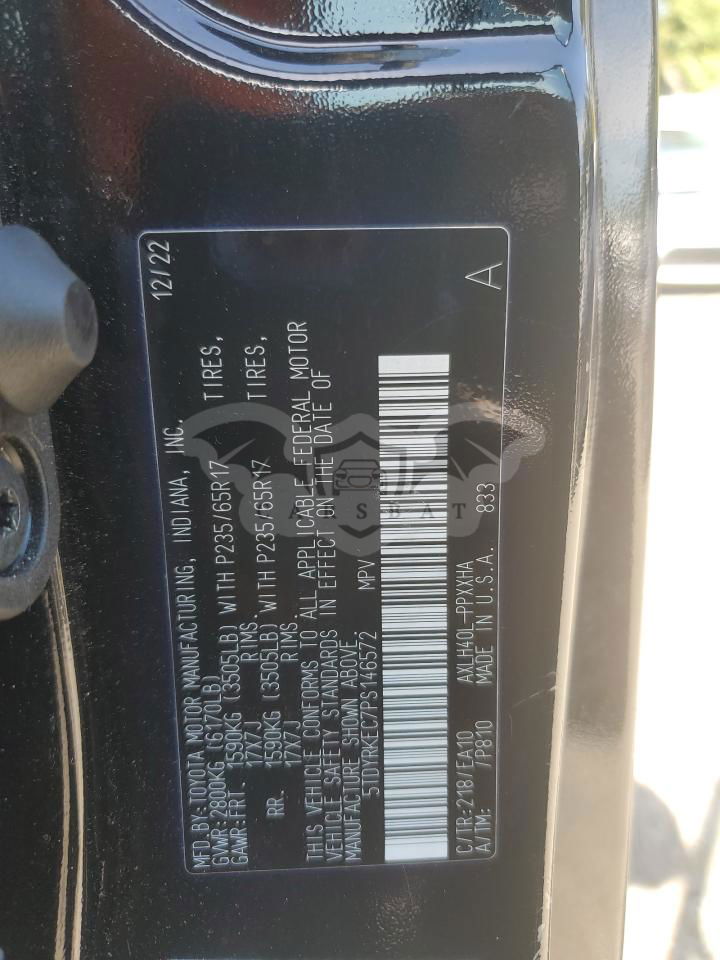 MFD.BY:TOYOTA MOTOR MANUFACTURING, INDIANA, INC. 12/22
GVWR:2800KG (6170LB)
GAWR:FRT. 1590KG (3505LB) WITH P235/65R17 TIRES,
17X7J RIMS.
RR. 1590KG (3505LB) WITH P235/65R17 TIRES,
17X7J RIMS.
THIS VEHICLE CONFORMS TO ALL APPLICABLE FEDERAL MOTOR
VEHICLE SAFETY STANDARDS IN EFFECT ON THE DATE OF
MANUFACTURE SHOWN ABOVE.
5TDYRKEC7PS146572 MPV
C/TR:218/EA10 AXLH40L-PPXXHA
A/TM: /P810 MADE IN U.S.A. 833 A
ARSBAT